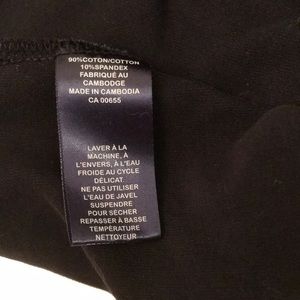 90%COTON/COTTON
10%SPANDEX
FABRIQUÉ AU
CAMBODGE
MADE IN CAMBODIA
CA 00655
LAVER À LA
MACHINE, À
L'ENVERS, À L'EAU
FROIDE AU CYCLE
DÉLICAT.
NE PAS UTILISER
L'EAU DE JAVEL
SUSPENDRE
POUR SÉCHER
REPASSER À BASSE
TEMPÉRATURE
NETTOYEUR